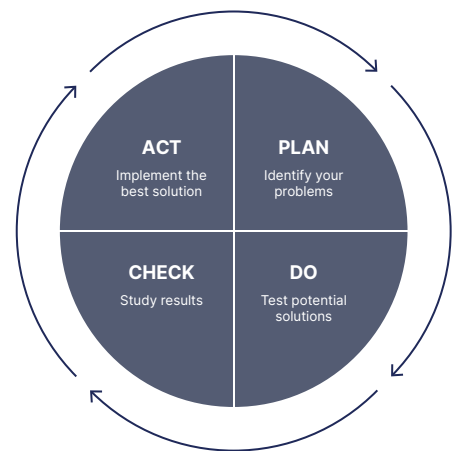 ACT
Implement the
best solution
PLAN
Identify your
problems
CHECK
Study results
DO
Test potential
solutions